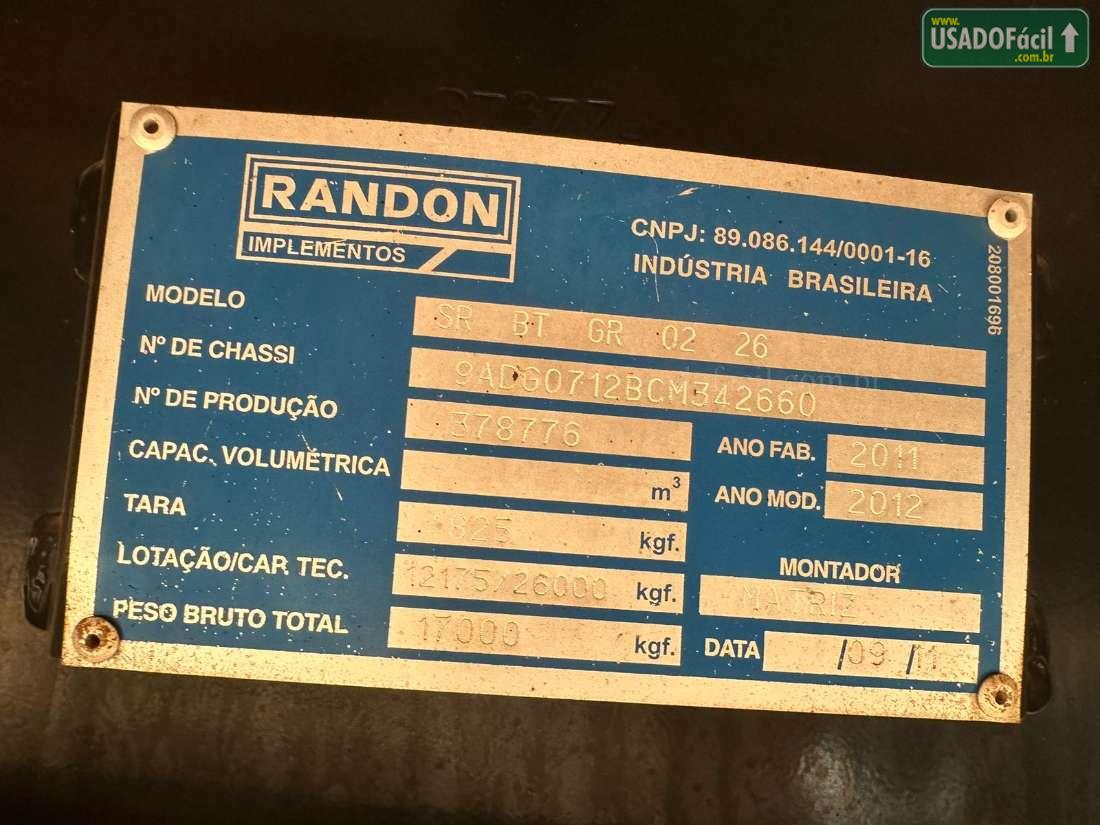 www.
USADOFácil
.com.br
RANDON
IMPLEMENTOS
CNPJ: 89.086.144/0001-16
INDÚSTRIA BRASILEIRA
208001696
MODELO SR BT GR 02 26
Nº DE CHASSI 9ADG0712BCM342660
Nº DE PRODUÇÃO 378776
ANO FAB. 2011
CAPAC. VOLUMÉTRICA m³
ANO MOD. 2012
TARA kgf.
LOTAÇÃO/CAP. TEC. 12175/26000 kgf.
MONTADOR
MATRIZ
PESO BRUTO TOTAL 17000 kgf.
DATA /09 /11